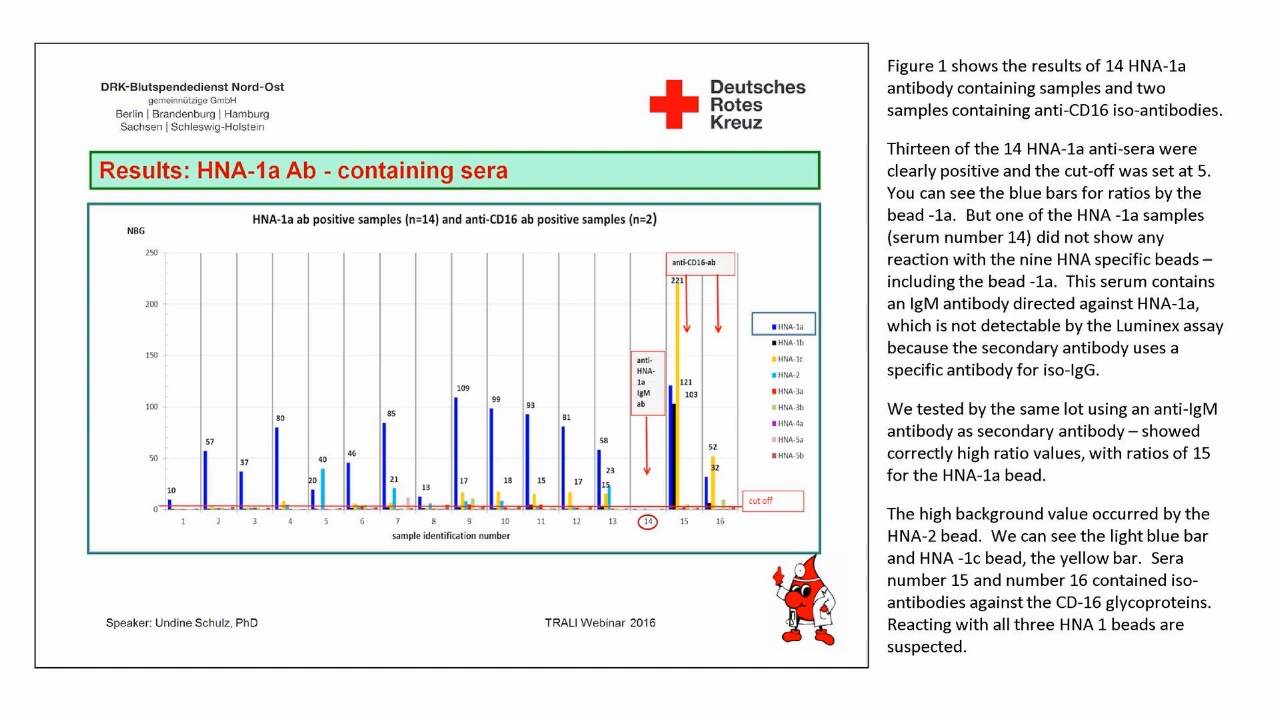 DRK-Blutspendedienst Nord-Ost
gemeinnützige GmbH
Berlin | Brandenburg | Hamburg
Sachsen | Schleswig-Holstein
Deutsches
Rotes
Kreuz
Results: HNA-1a Ab - containing sera
HNA-1a ab positive samples (n=14) and anti-CD16 ab positive samples (n=2)
NBG
250
200
150
100
50
0
10
57
37
80
20
40
46
85
21
13
109
17
99
18
93
15
81
17
58
23
15
anti-
HNA-
1a
IgM
ab
anti-CD16-ab
221
121
103
52
32
HNA-1a
HNA-1b
HNA-1c
HNA-2
HNA-3a
HNA-3b
HNA-4a
HNA-5a
HNA-5b
cut off
1 2 3 4 5 6 7 8 9 10 11 12 13 14 15 16
sample identification number
Speaker: Undine Schulz, PhD
TRALI Webinar 2016
Figure 1 shows the results of 14 HNA-1a
antibody containing samples and two
samples containing anti-CD16 iso-antibodies.
Thirteen of the 14 HNA-1a anti-sera were
clearly positive and the cut-off was set at 5.
You can see the blue bars for ratios by the
bead -1a.  But one of the HNA -1a samples
(serum number 14) did not show any
reaction with the nine HNA specific beads –
including the bead -1a.  This serum contains
an IgM antibody directed against HNA-1a,
which is not detectable by the Luminex assay
because the secondary antibody uses a
specific antibody for iso-IgG.
We tested by the same lot using an anti-IgM
antibody as secondary antibody – showed
correctly high ratio values, with ratios of 15
for the HNA-1a bead.
The high background value occurred by the
HNA-2 bead.  We can see the light blue bar
and HNA -1c bead, the yellow bar.  Sera
number 15 and number 16 contained iso-
antibodies against the CD-16 glycoproteins.
Reacting with all three HNA 1 beads are
suspected.